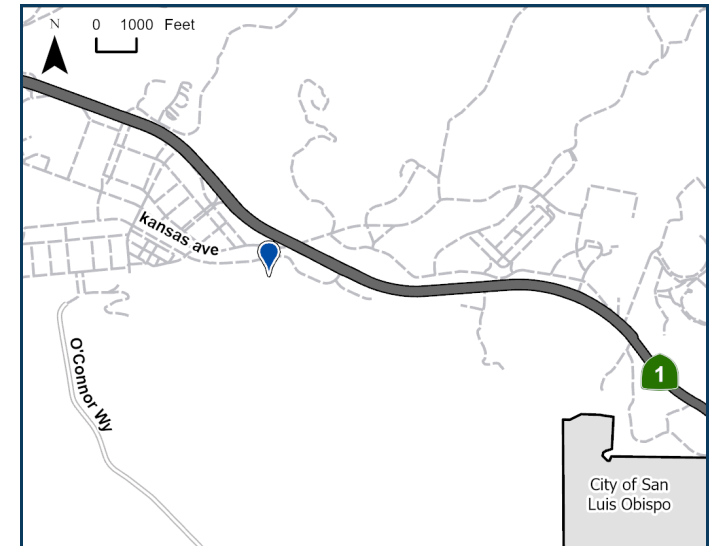 N
0 1000 Feet
kansas ave
O'Connor Wy
1
City of San
Luis Obispo